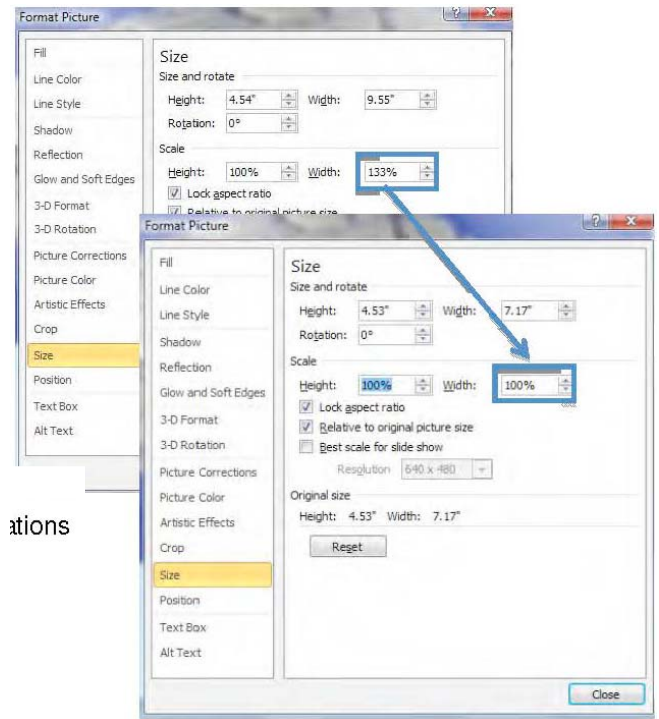 Format Picture
Fill
Line Color
Line Style
Shadow
Reflection
Glow and Soft Edges
3-D Format
3-D Rotation
Picture Corrections
Picture Color
Artistic Effects
Crop
Size
Position
Text Box
Alt Text
Size
Size and rotate
Height: 4.54" Width: 9.55"
Rotation: 0°
Scale
Height: 100% Width: 133%
Lock aspect ratio
Relative to original picture size
ations
Format Picture
Fill
Line Color
Line Style
Shadow
Reflection
Glow and Soft Edges
3-D Format
3-D Rotation
Picture Corrections
Picture Color
Artistic Effects
Crop
Size
Position
Text Box
Alt Text
Size
Size and rotate
Height: 4.53" Width: 7.17"
Rotation: 0°
Scale
Height: 100% Width: 100%
Lock aspect ratio
Relative to original picture size
Best scale for slide show
Resolution 640 x 480
Original size
Height: 4.53" Width: 7.17"
Reset
Close